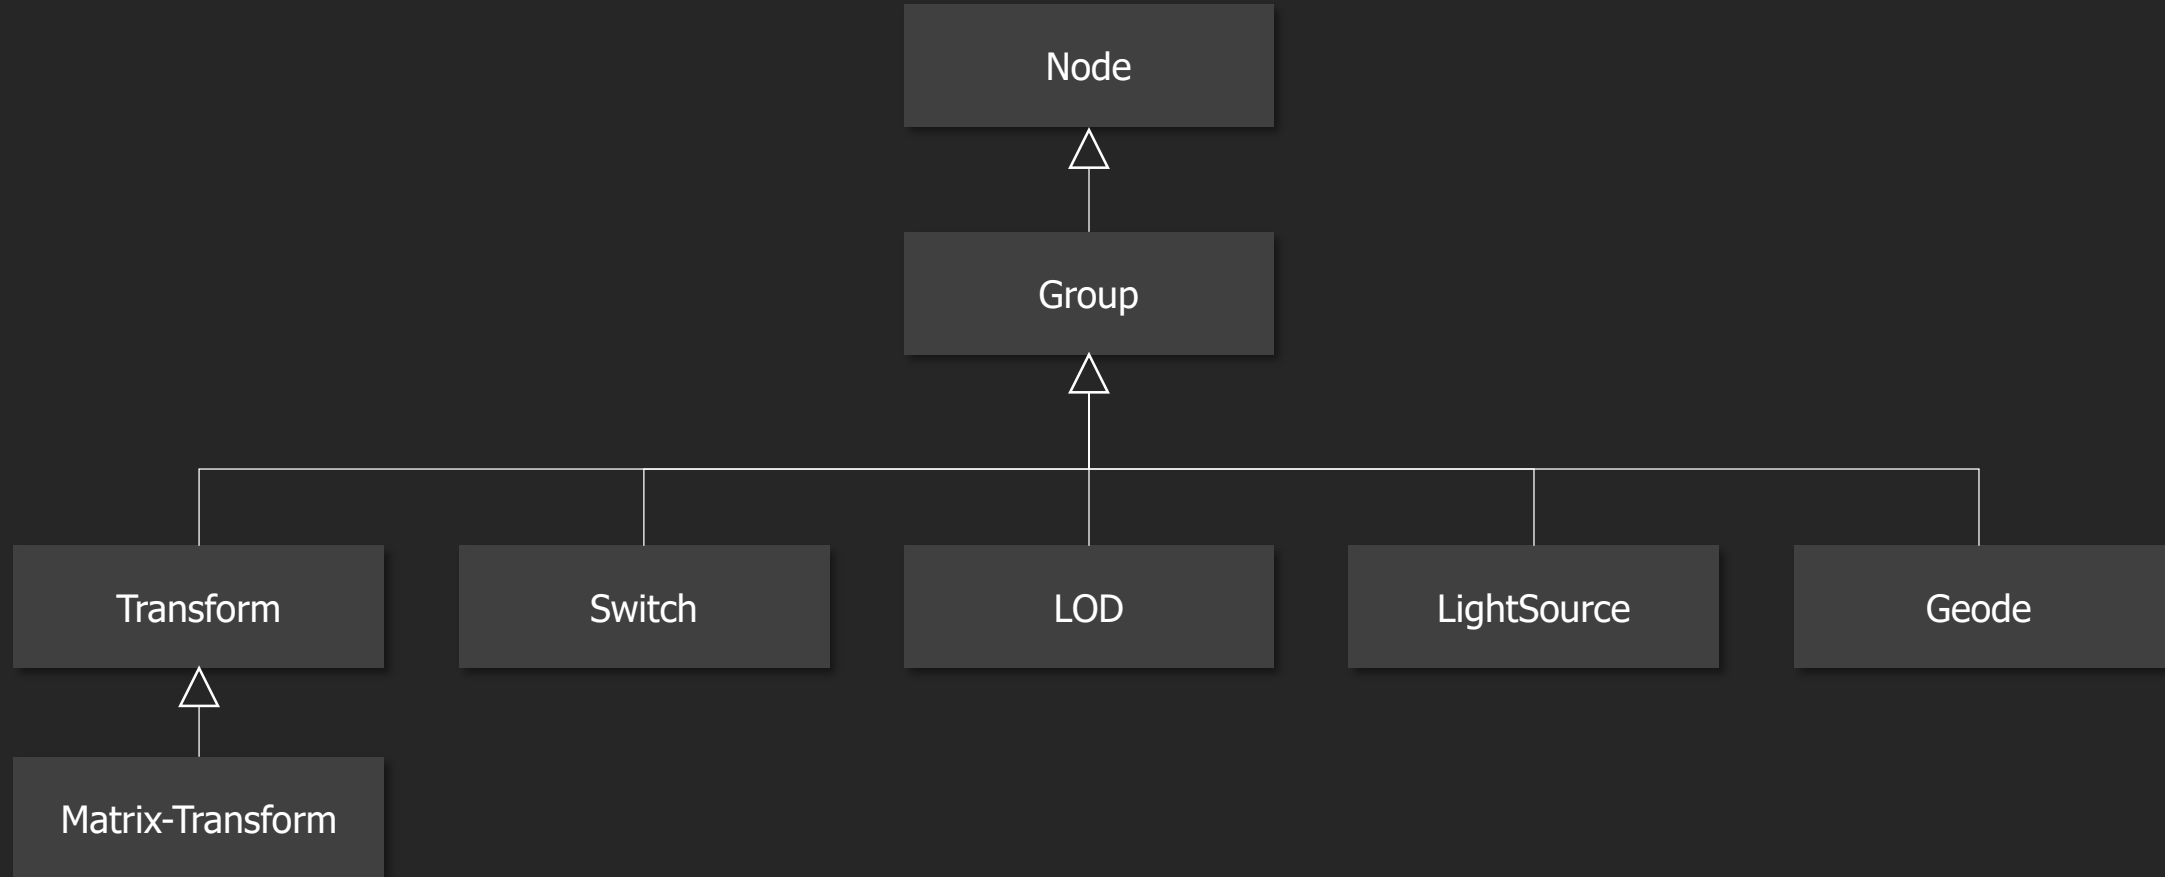 Node
Group
Transform
Switch
LOD
LightSource
Geode
Matrix-Transform